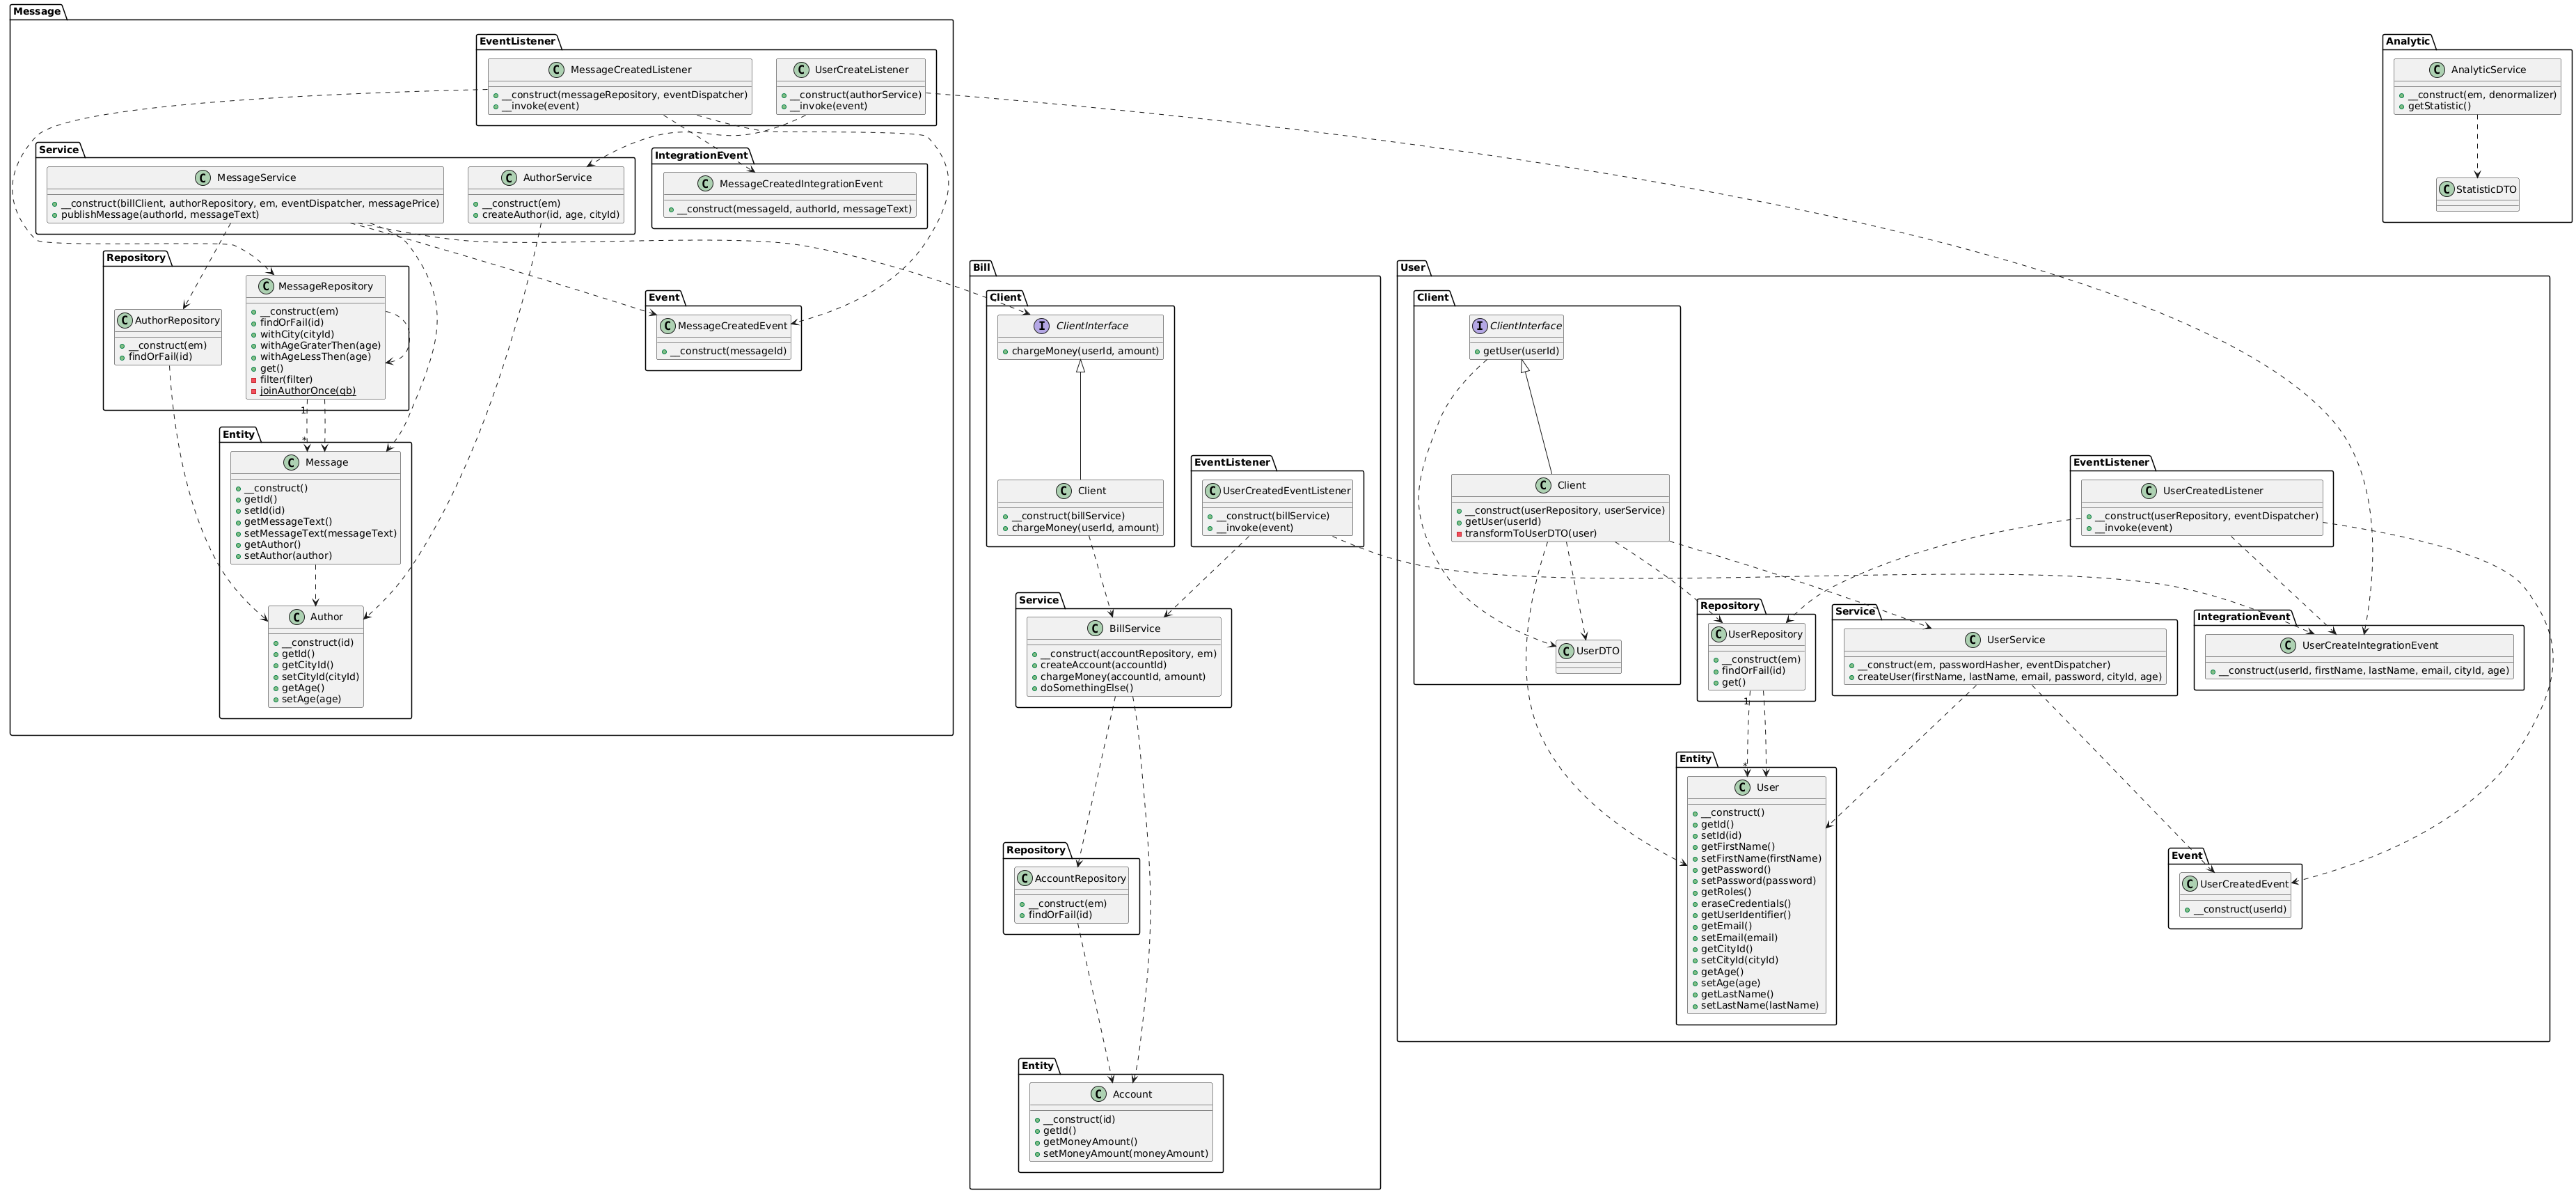 Message
EventListener
C MessageCreatedListener
__construct(messageRepository, eventDispatcher)
__invoke(event)
C UserCreateListener
__construct(authorService)
__invoke(event)
Service
C MessageService
__construct(billClient, authorRepository, em, eventDispatcher, messagePrice)
publishMessage(authorId, messageText)
C AuthorService
__construct(em)
createAuthor(id, age, cityId)
IntegrationEvent
C MessageCreatedIntegrationEvent
__construct(messageId, authorId, messageText)
Repository
C AuthorRepository
__construct(em)
findOrFail(id)
C MessageRepository
__construct(em)
findOrFail(id)
withCity(cityId)
withAgeGraterThen(age)
withAgeLessThen(age)
get()
filter(filter)
joinAuthorOnce(qb)
1
*
Event
C MessageCreatedEvent
__construct(messageId)
Entity
C Message
__construct()
getId()
setId(id)
getMessageText()
setMessageText(messageText)
getAuthor()
setAuthor(author)
C Author
__construct(id)
getId()
getCityId()
setCityId(cityId)
getAge()
setAge(age)
Bill
Client
I ClientInterface
chargeMoney(userId, amount)
C Client
__construct(billService)
chargeMoney(userId, amount)
EventListener
C UserCreatedEventListener
__construct(billService)
__invoke(event)
Service
C BillService
__construct(accountRepository, em)
createAccount(accountId)
chargeMoney(accountId, amount)
doSomethingElse()
Repository
C AccountRepository
__construct(em)
findOrFail(id)
Entity
C Account
__construct(id)
getId()
getMoneyAmount()
setMoneyAmount(moneyAmount)
User
Client
I ClientInterface
getUser(userId)
C Client
__construct(userRepository, userService)
getUser(userId)
transformToUserDTO(user)
C UserDTO
EventListener
C UserCreatedListener
__construct(userRepository, eventDispatcher)
__invoke(event)
Repository
C UserRepository
__construct(em)
findOrFail(id)
get()
1
*
Service
C UserService
__construct(em, passwordHasher, eventDispatcher)
createUser(firstName, lastName, email, password, cityId, age)
IntegrationEvent
C UserCreateIntegrationEvent
__construct(userId, firstName, lastName, email, cityId, age)
Entity
C User
__construct()
getId()
setId(id)
getFirstName()
setFirstName(firstName)
getPassword()
setPassword(password)
getRoles()
eraseCredentials()
getUserIdentifier()
getEmail()
setEmail(email)
getCityId()
setCityId(cityId)
getAge()
setAge(age)
getLastName()
setLastName(lastName)
Event
C UserCreatedEvent
__construct(userId)
Analytic
C AnalyticService
__construct(em, denormalizer)
getStatistic()
C StatisticDTO